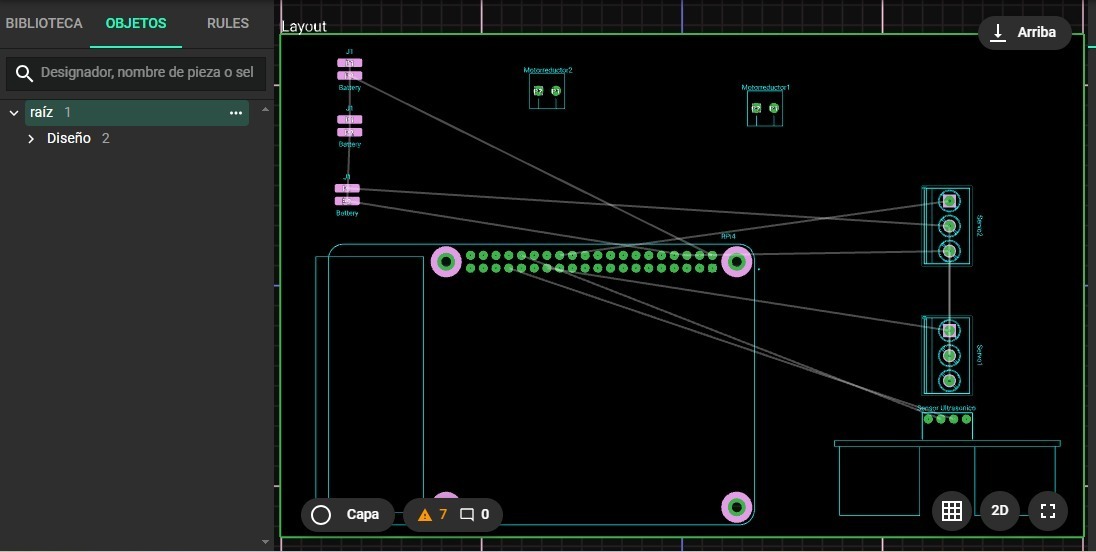 BIBLIOTECA
OBJETOS
RULES
Designador, nombre de pieza o sel
raíz 1
Diseño 2
Layout
Arriba
J1
Battery
J1
Battery
J1
Battery
Motorreductor2
Motorreductor1
RPi4
Servo2
Servo1
Sensor Ultrasonico
Capa
7
0
2D